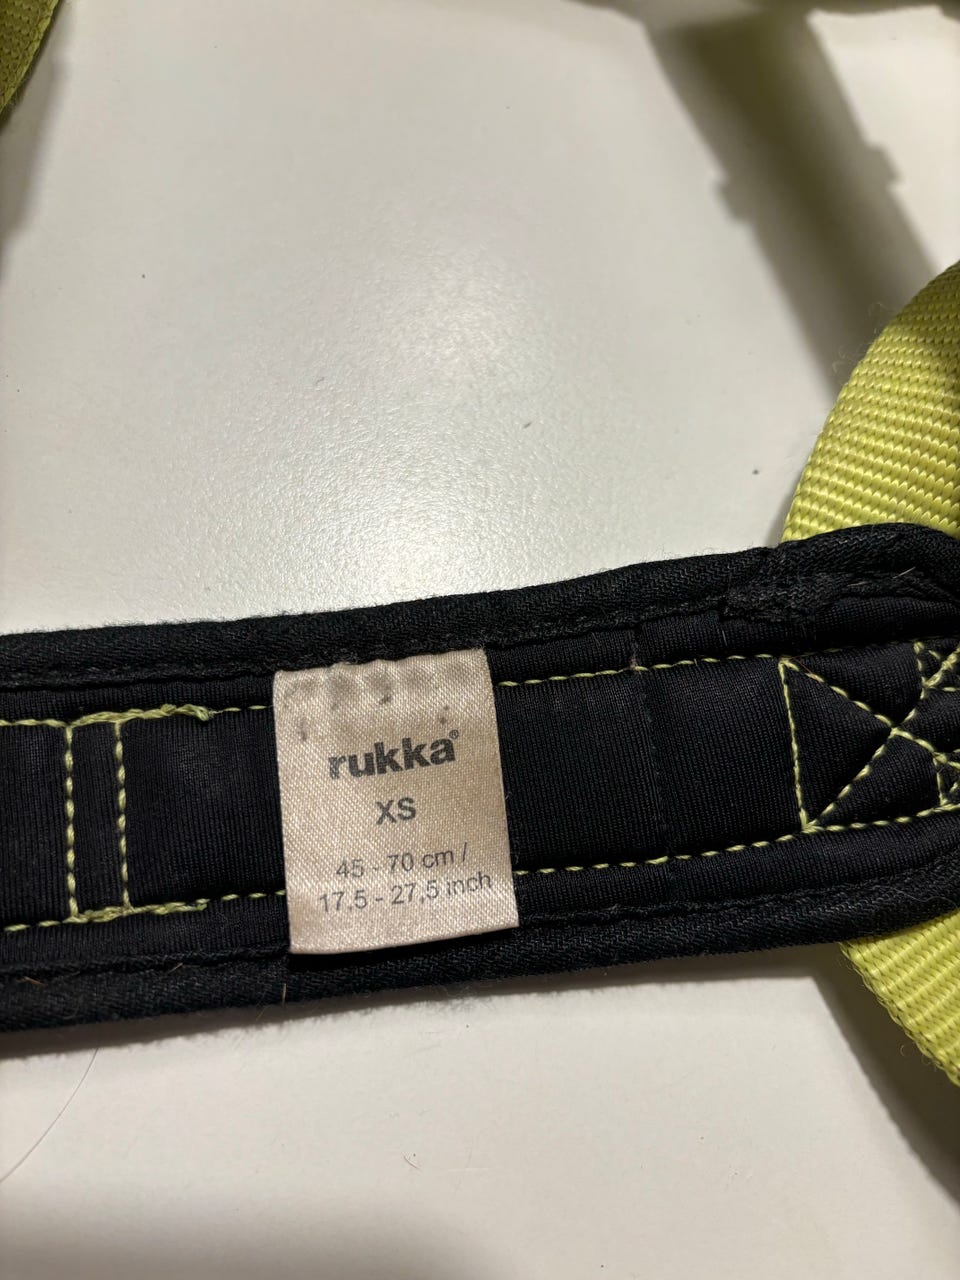 rukka®
XS
45 - 70 cm /
17,5 - 27,5 inch